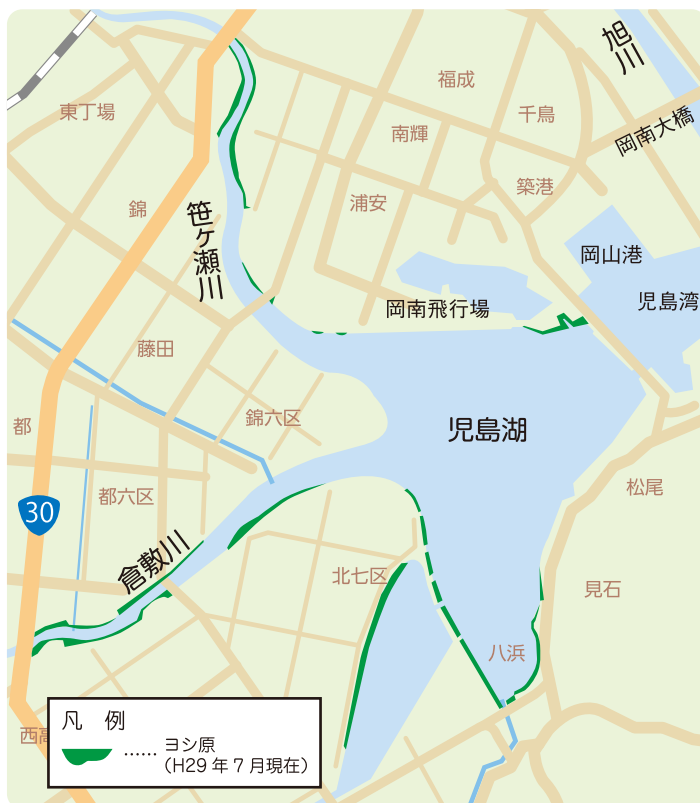 旭川
福成
東丁場
千鳥
南輝
岡南大橋
築港
錦
笹ヶ瀬川
浦安
岡山港
児島湾
岡南飛行場
藤田
錦六区
都
児島湖
松尾
都六区
30
倉敷川
北七区
見石
八浜
凡 例
西高
…… ヨシ原
(H29年7月現在)